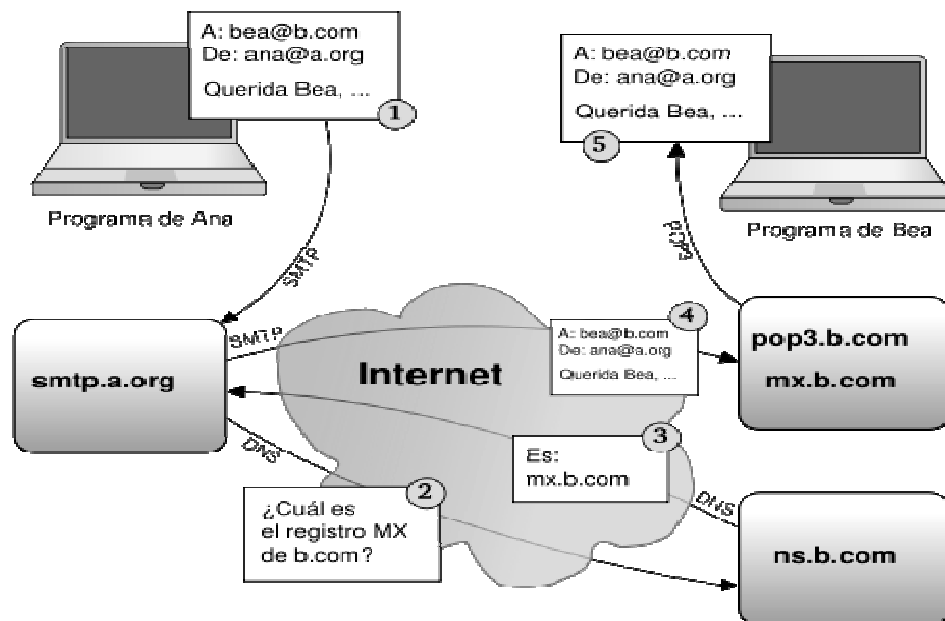 A: bea@b.com
De: ana@a.org
Querida Bea, ...
1
Programa de Ana
SMTP
A: bea@b.com
De: ana@a.org
Querida Bea, ...
5
Programa de Bea
POP3
smtp.a.org
SMTP
Internet
A: bea@b.com
De: ana@a.org
Querida Bea, ...
4
pop3.b.com
mx.b.com
Es:
mx.b.com
3
DNS
DNS
¿Cuál es
el registro MX
de b.com?
2
ns.b.com